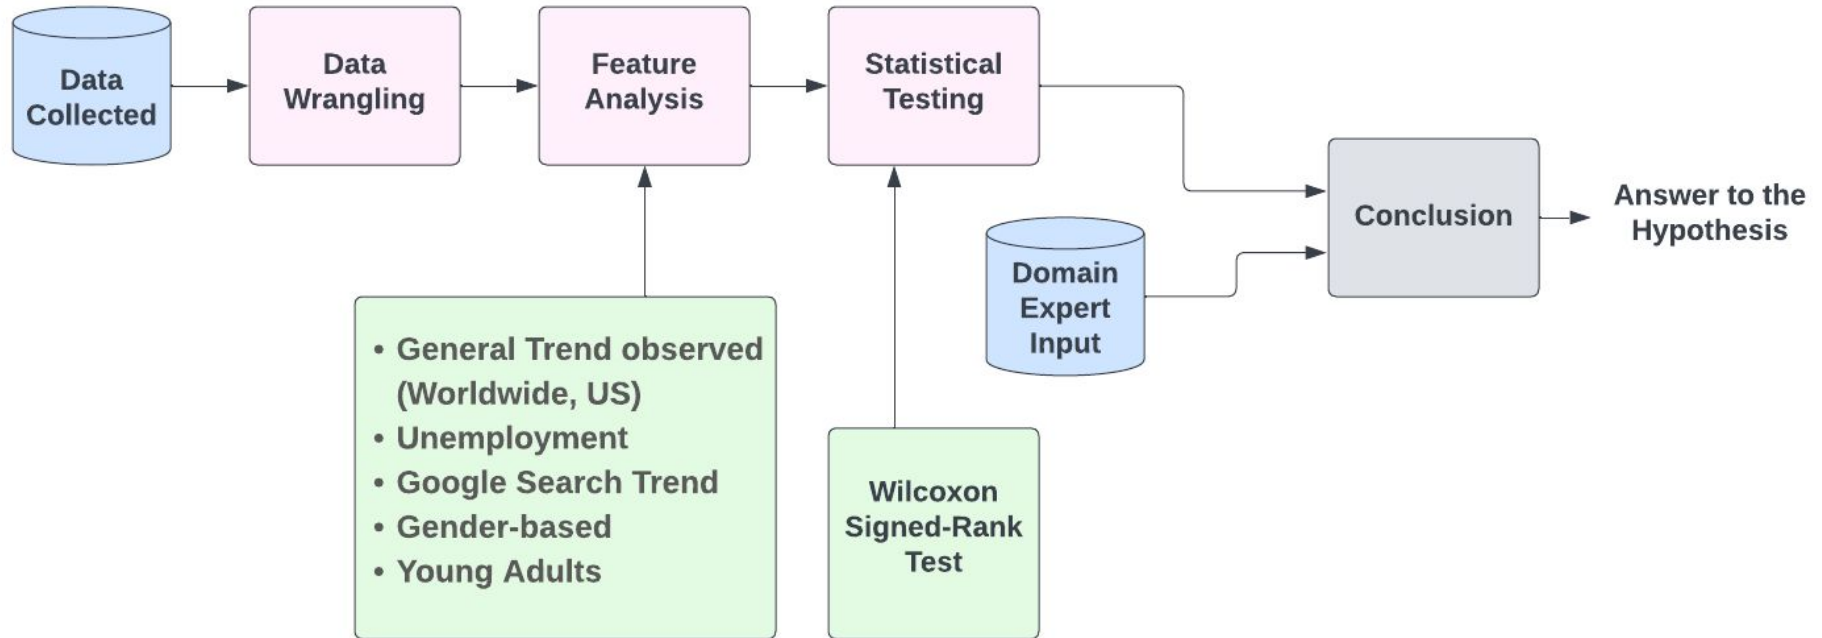 Data
Collected
Data
Wrangling
Feature
Analysis
Statistical
Testing
Conclusion
Answer to the
Hypothesis
Domain
Expert
Input
• General Trend observed
(Worldwide, US)
• Unemployment
• Google Search Trend
• Gender-based
• Young Adults
Wilcoxon
Signed-Rank
Test